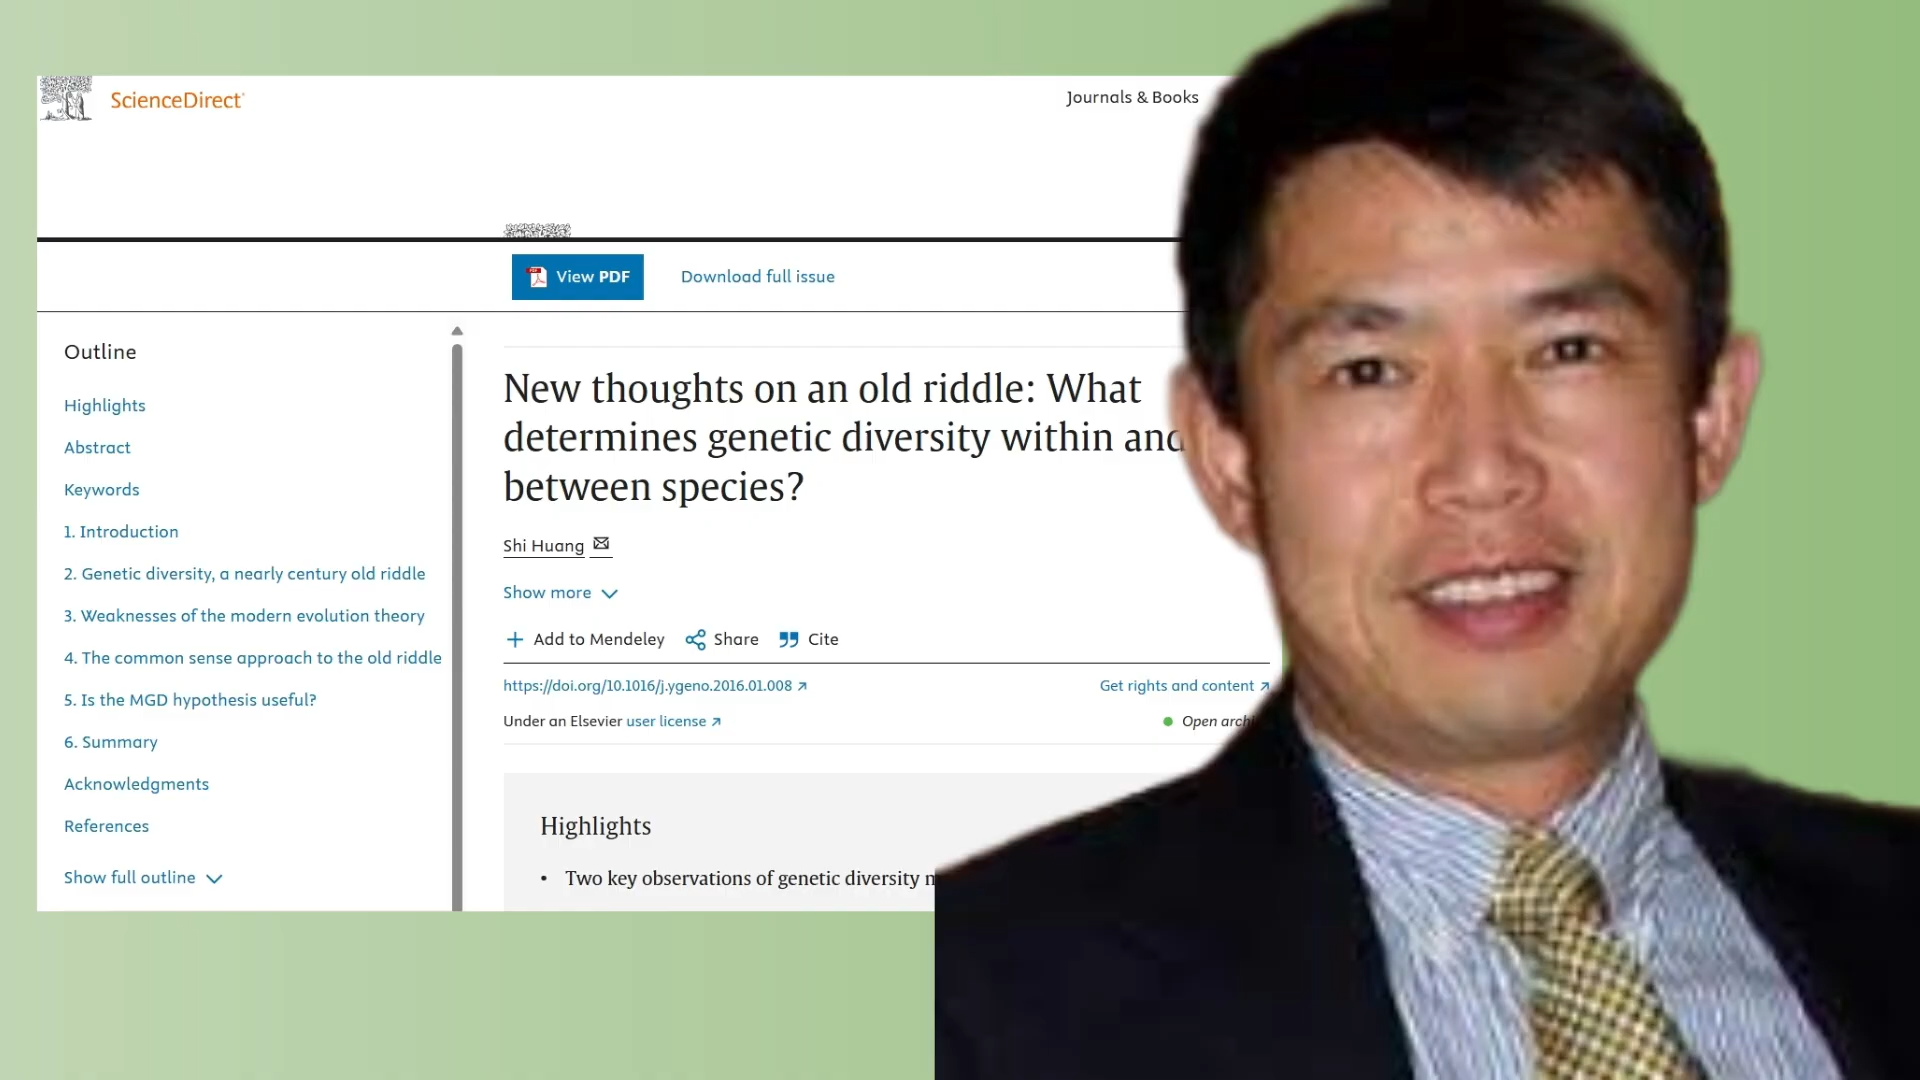 ScienceDirect
Journals & Books
View PDF
Download full issue
Outline
Highlights
Abstract
Keywords
1. Introduction
2. Genetic diversity, a nearly century old riddle
3. Weaknesses of the modern evolution theory
4. The common sense approach to the old riddle
5. Is the MGD hypothesis useful?
6. Summary
Acknowledgments
References
Show full outline
New thoughts on an old riddle: What
determines genetic diversity within and
between species?
Shi Huang
Show more
Add to Mendeley Share Cite
https://doi.org/10.1016/j.ygeno.2016.01.008
Get rights and content
Under an Elsevier user license
Open archi
Highlights
• Two key observations of genetic diversity